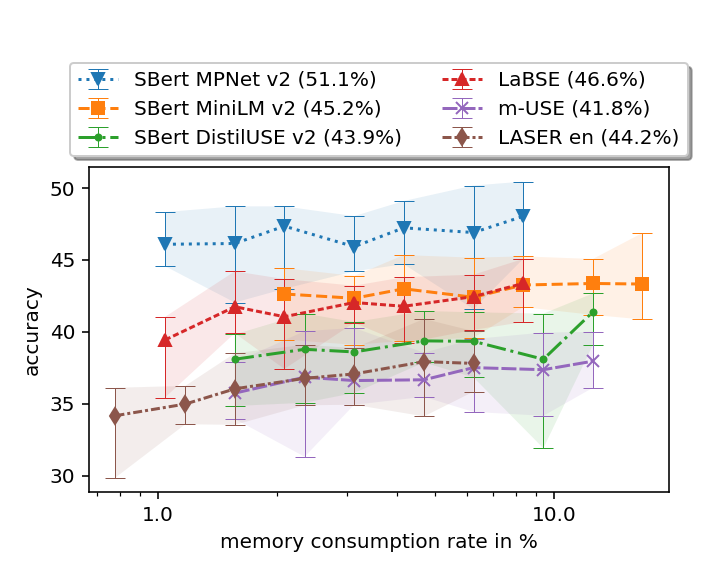 SBert MPNet v2 (51.1%)
SBert MiniLM v2 (45.2%)
SBert DistilUSE v2 (43.9%)
LaBSE (46.6%)
m-USE (41.8%)
LASER en (44.2%)
50
45
40
35
30
accuracy
1.0
10.0
memory consumption rate in %